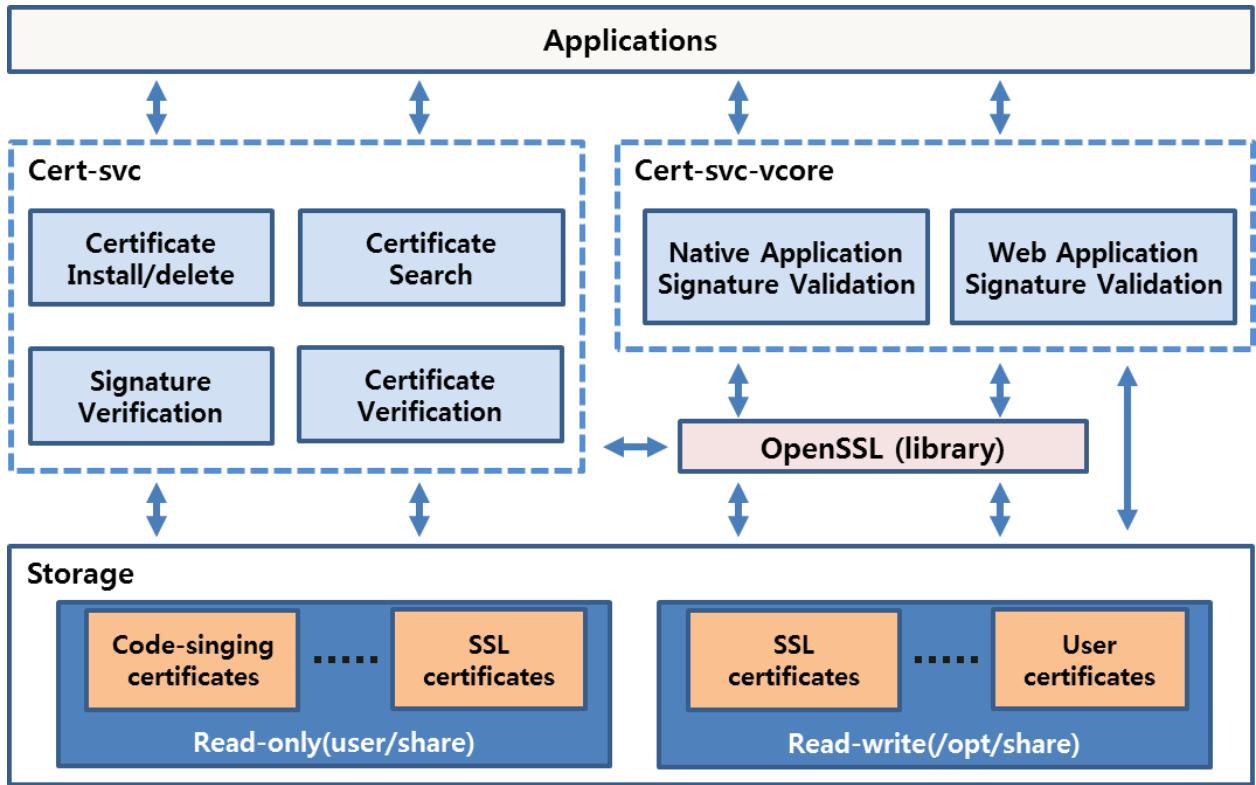 Applications
Cert-svc
Certificate
Install/delete
Certificate
Search
Signature
Verification
Certificate
Verification
Cert-svc-vcore
Native Application
Signature Validation
Web Application
Signature Validation
OpenSSL (library)
Storage
Code-singing
certificates
SSL
certificates
Read-only(user/share)
SSL
certificates
User
certificates
Read-write(/opt/share)